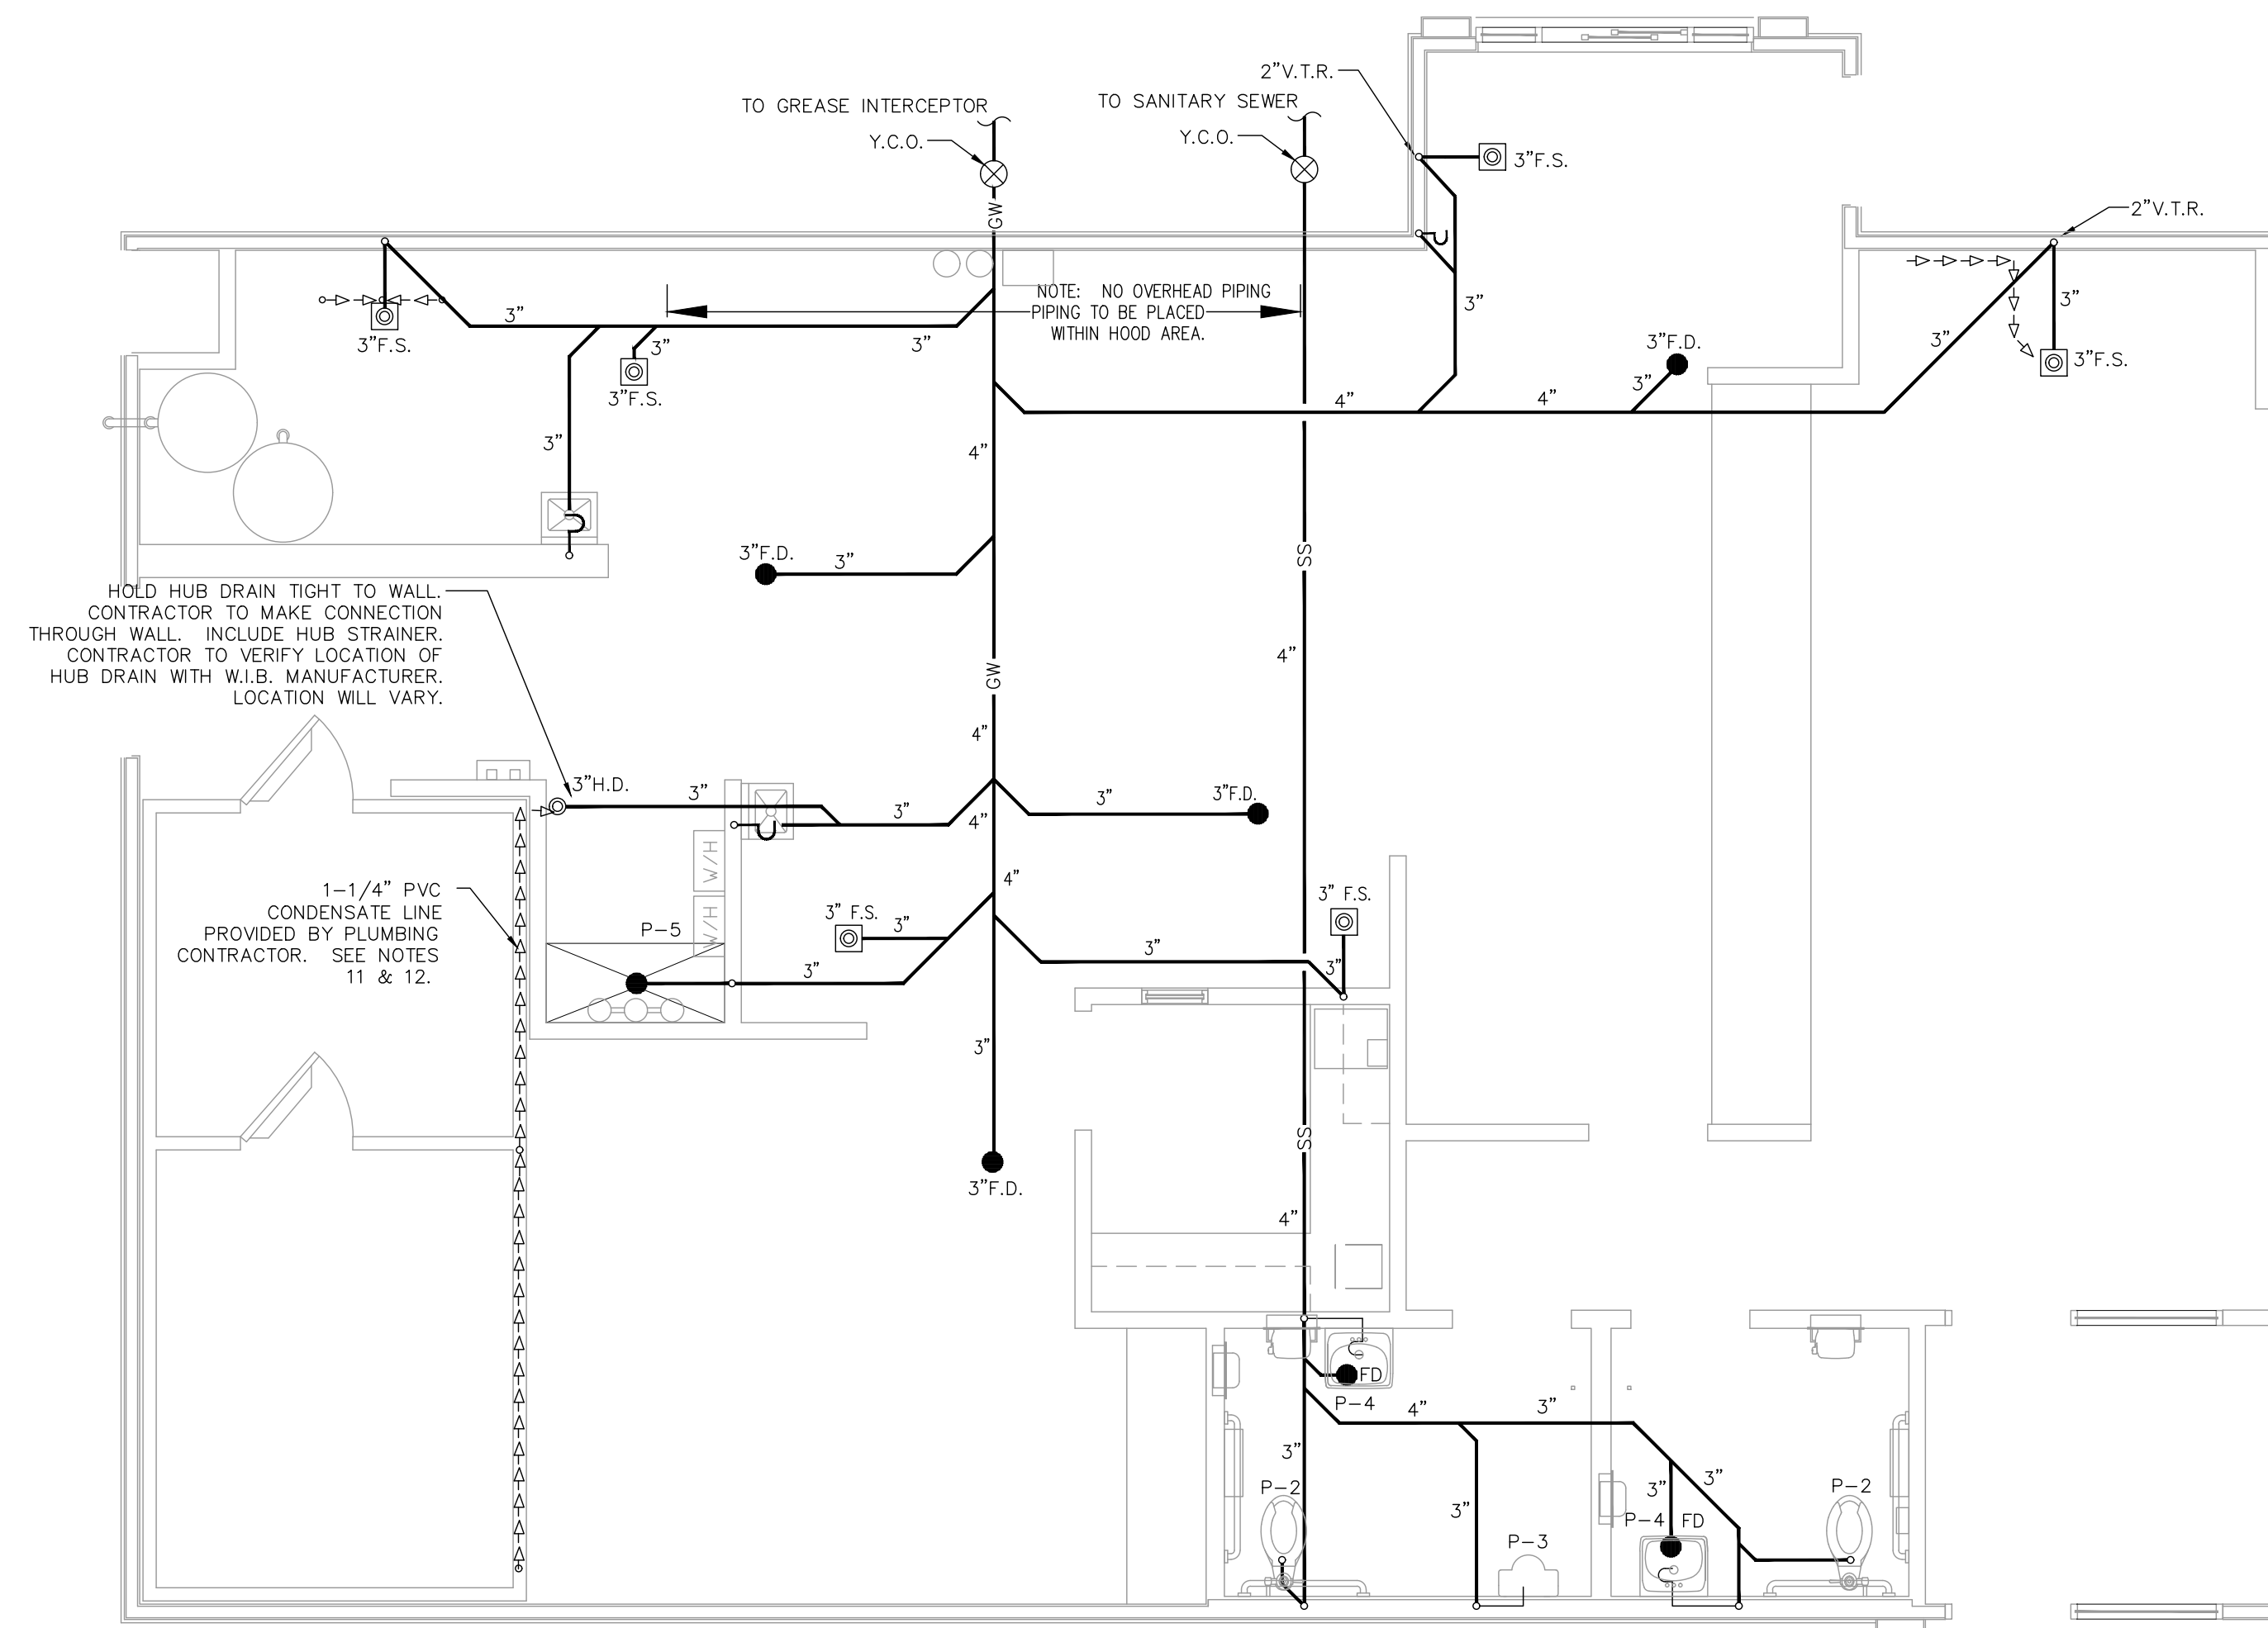 2”V.T.R.
TO SANITARY SEWER
TO GREASE INTERCEPTOR
Y.C.O.
Y.C.O.
3”F.S.
2”V.T.R.
GW
NOTE: NO OVERHEAD PIPING
PIPING TO BE PLACED
WITHIN HOOD AREA.
3”
3”
3”
3”
3”F.S.
3”
3”
3”F.D.
3”
3”F.S.
3”
3”F.S.
4”
4”
3”
4”
3”F.D.
3”
SS
HOLD HUB DRAIN TIGHT TO WALL.
CONTRACTOR TO MAKE CONNECTION
THROUGH WALL. INCLUDE HUB STRAINER.
CONTRACTOR TO VERIFY LOCATION OF
HUB DRAIN WITH W.I.B. MANUFACTURER.
LOCATION WILL VARY.
4”
GW
4”
3”H.D.
3”
3”
4”
3”
3”F.D.
W/H
W/H
1-1/4” PVC
CONDENSATE LINE
PROVIDED BY PLUMBING
CONTRACTOR. SEE NOTES
11 & 12.
4”
3” F.S.
3” F.S.
3”
P-5
3”
3”
3”
3”
SS
3”F.D.
4”
FD
P-4
4”
3”
3”
P-2
3”
3”
3”
P-2
P-4
FD
P-3